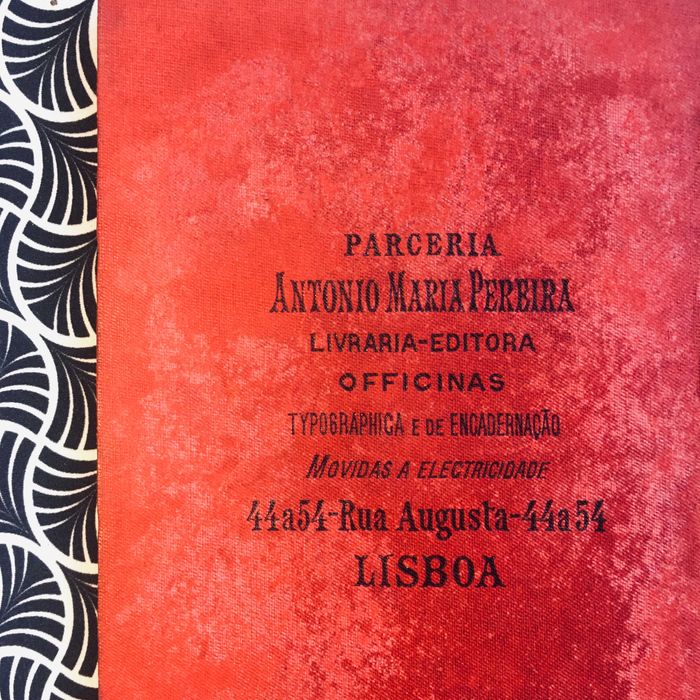 PARCERIA
ANTONIO MARIA PEREIRA
LIVRARIA-EDITORA
OFFICINAS
TYPOGRAPHICA E DE ENCADERNAÇÃO
MOVIDAS A ELECTRICIDADE
44a54-Rua Augusta-44a54
LISBOA